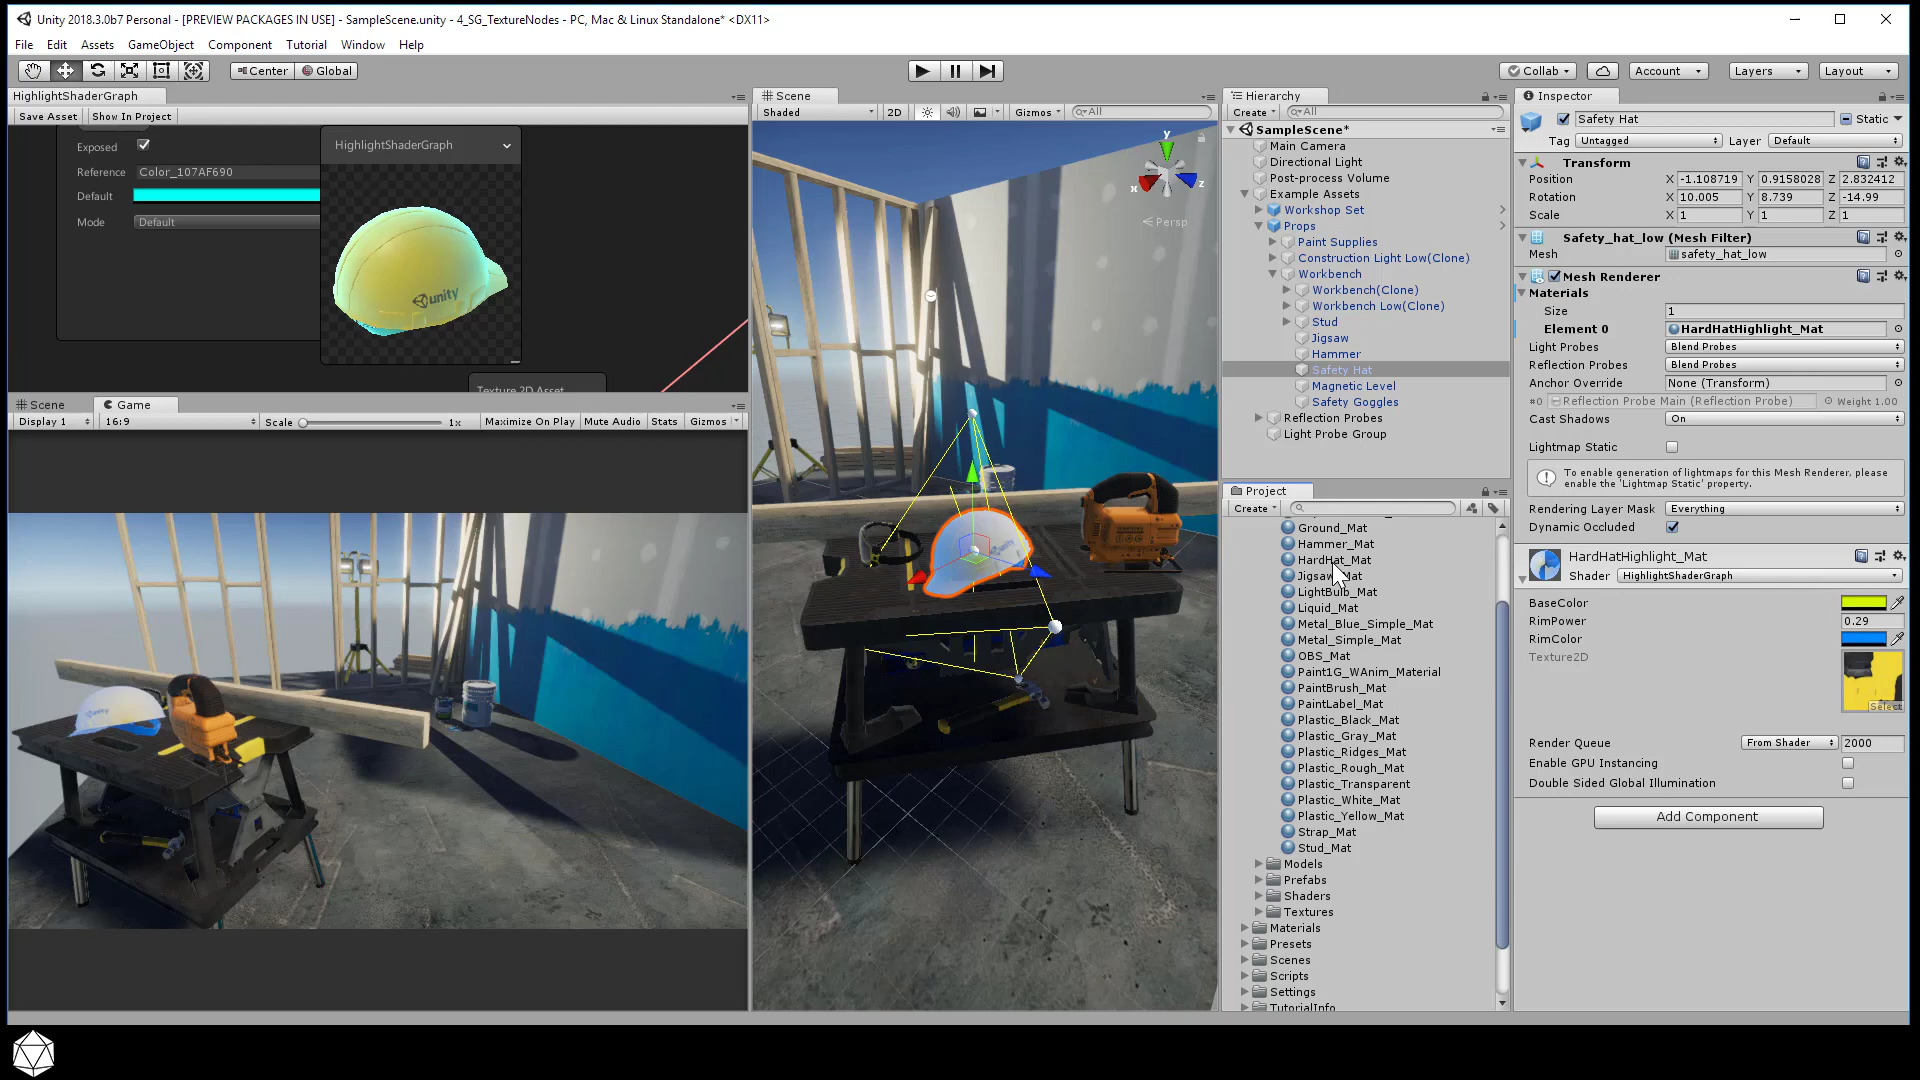 Unity 2018.3.0b7 Personal - [PREVIEW PACKAGES IN USE] - SampleScene.unity - 4_SG_TextureNodes - PC, Mac & Linux Standalone* <DX11>
File Edit Assets GameObject Component Tutorial Window Help
Center Global
Collab Account Layers Layout
HighlightShaderGraph
Save Asset Show In Project
Exposed
Reference Color_107AF690
Default
Mode Default
HighlightShaderGraph
unity
Texture 2D Asset
Scene Game
Display 1 16:9 Scale 1x Maximize On Play Mute Audio Stats Gizmos
Scene
Shaded 2D Gizmos All
y
x
z
Persp
Hierarchy
Create All
SampleScene*
Main Camera
Directional Light
Post-process Volume
Example Assets
Workshop Set
Props
Paint Supplies
Construction Light Low(Clone)
Workbench
Workbench(Clone)
Workbench Low(Clone)
Stud
Jigsaw
Hammer
Safety Hat
Magnetic Level
Safety Goggles
Reflection Probes
Light Probe Group
Project
Create
Ground_Mat
Hammer_Mat
HardHat_Mat
Jigsaw_Mat
LightBulb_Mat
Liquid_Mat
Metal_Blue_Simple_Mat
Metal_Simple_Mat
OBS_Mat
Paint1G_WAnim_Material
PaintBrush_Mat
PaintLabel_Mat
Plastic_Black_Mat
Plastic_Gray_Mat
Plastic_Ridges_Mat
Plastic_Rough_Mat
Plastic_Transparent
Plastic_White_Mat
Plastic_Yellow_Mat
Strap_Mat
Stud_Mat
Models
Prefabs
Shaders
Textures
Materials
Presets
Scenes
Scripts
Settings
TutorialInfo
Inspector
Safety Hat Static
Tag Untagged Layer Default
Transform
Position X -1.108719 Y 0.9158028 Z 2.832412
Rotation X 10.005 Y 8.739 Z -14.99
Scale X 1 Y 1 Z 1
Safety_hat_low (Mesh Filter)
Mesh safety_hat_low
Mesh Renderer
Materials
Size 1
Element 0 HardHatHighlight_Mat
Light Probes Blend Probes
Reflection Probes Blend Probes
Anchor Override None (Transform)
#0 Reflection Probe Main (Reflection Probe) Weight 1.00
Cast Shadows On
Lightmap Static
To enable generation of lightmaps for this Mesh Renderer, please
enable the 'Lightmap Static' property.
Rendering Layer Mask Everything
Dynamic Occluded
HardHatHighlight_Mat
Shader HighlightShaderGraph
BaseColor
RimPower 0.29
RimColor
Texture2D
Select
Render Queue From Shader 2000
Enable GPU Instancing
Double Sided Global Illumination
Add Component